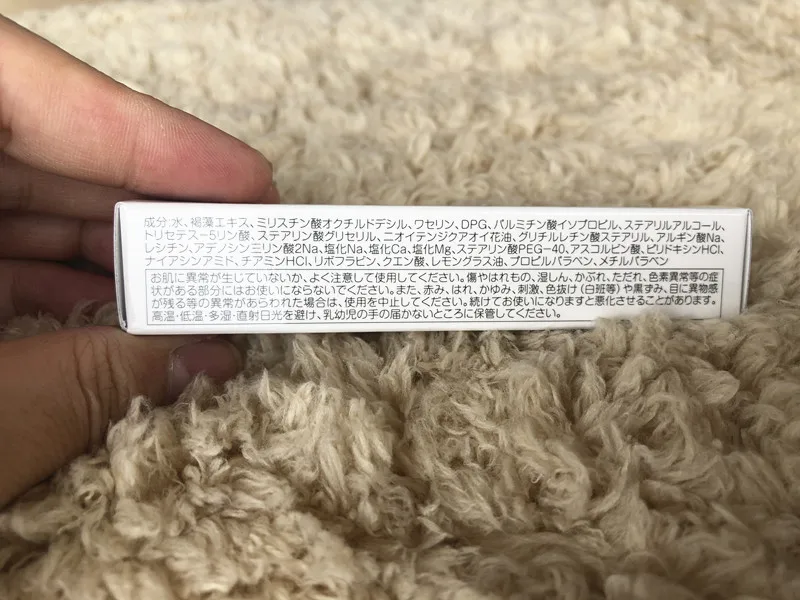 成分:水、褐藻エキス、ミリスチン酸オクチルドデシル、ワセリン、DPG、パルミチン酸イソプロピル、ステアリルアルコール、
トリセテス-5リン酸、ステアリン酸グリセリル、ニオイテンジクアオイ花油、グリチルレチン酸ステアリル、アルギン酸Na、
レシチン、アデノシン三リン酸2Na、塩化Na、塩化Ca、塩化Mg、ステアリン酸PEG-40、アスコルビン酸、ピリドキシンHCl、
ナイアシンアミド、チアミンHCl、リボフラビン、クエン酸、レモングラス油、プロピルパラベン、メチルパラベン
お肌に異常が生じていないか、よく注意して使用してください。傷やはれもの、湿しん、かぶれ、ただれ、色素異常等の症
状がある部分にはお使いにならないでください。また、赤み、はれ、かゆみ、刺激、色抜け(白班等)や黒ずみ、目に異物感
が残る等の異常があらわれた場合は、使用を中止してください。続けてお使いになりますと悪化させることがあります。
高温・低温・多湿・直射日光を避け、乳幼児の手の届かないところに保管してください。